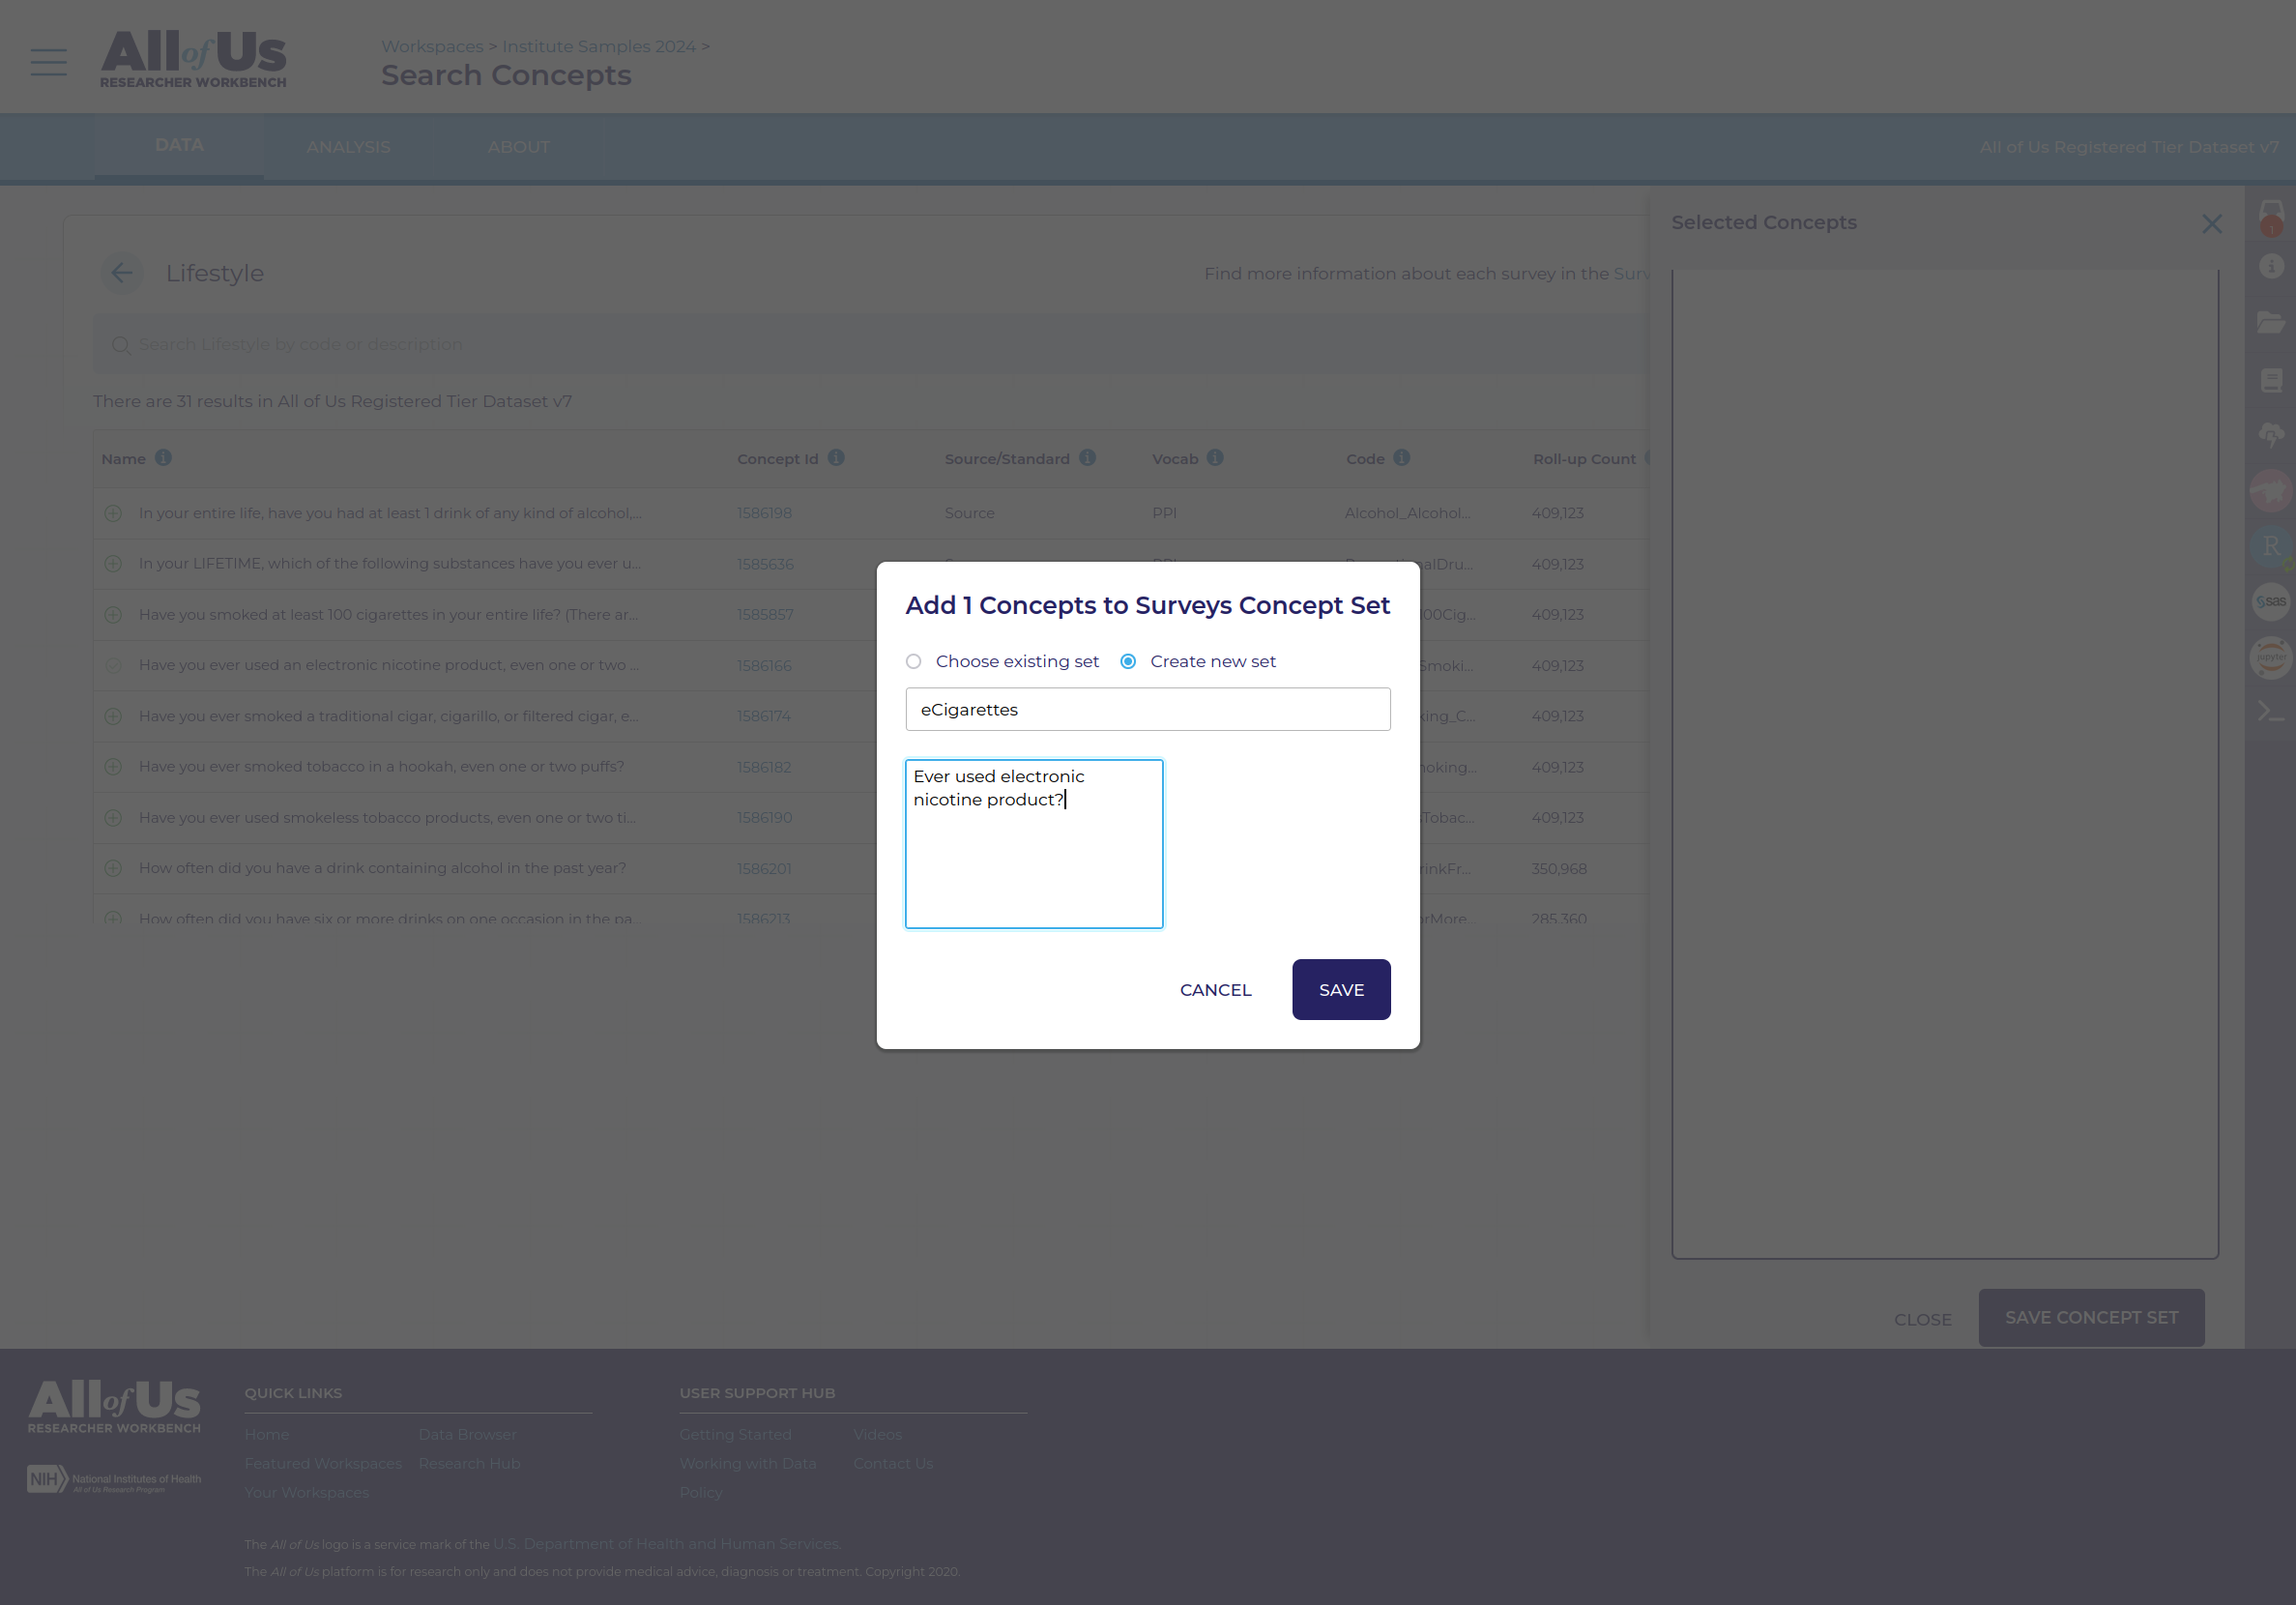 All of Us
RESEARCHER WORKBENCH
Workspaces > Institute Samples 2024 >
Search Concepts
DATA
ANALYSIS
ABOUT
All of Us Registered Tier Dataset v7
Lifestyle
Find more information about each survey in the Surv
Search Lifestyle by code or description
There are 31 results in All of Us Registered Tier Dataset v7
Name Concept Id Source/Standard Vocab Code Roll-up Count
In your entire life, have you had at least 1 drink of any kind of alcohol,... 1586198 Source PPI Alcohol_Alcohol... 409,123
In your LIFETIME, which of the following substances have you ever u... 1585636 alDru... 409,123
Have you smoked at least 100 cigarettes in your entire life? (There ar... 1585857 100Cig... 409,123
Have you ever used an electronic nicotine product, even one or two ... 1586166 Smoki... 409,123
Have you ever smoked a traditional cigar, cigarillo, or filtered cigar, e... 1586174 king_C... 409,123
Have you ever smoked tobacco in a hookah, even one or two puffs? 1586182 noking... 409,123
Have you ever used smokeless tobacco products, even one or two ti... 1586190 sTobac... 409,123
How often did you have a drink containing alcohol in the past year? 1586201 rinkFr... 350,968
How often did you have six or more drinks on one occasion in the pa... 1586213 orMore... 285,360
Add 1 Concepts to Surveys Concept Set
Choose existing set
Create new set
eCigarettes
Ever used electronic
nicotine product?
CANCEL
SAVE
Selected Concepts
1
R
sas
jupyter
CLOSE
SAVE CONCEPT SET
All of Us
RESEARCHER WORKBENCH
NIH National Institutes of Health
All of Us Research Program
QUICK LINKS
Home
Data Browser
Featured Workspaces
Research Hub
Your Workspaces
USER SUPPORT HUB
Getting Started
Videos
Working with Data
Contact Us
Policy
The All of Us logo is a service mark of the U.S. Department of Health and Human Services.
The All of Us platform is for research only and does not provide medical advice, diagnosis or treatment. Copyright 2020.